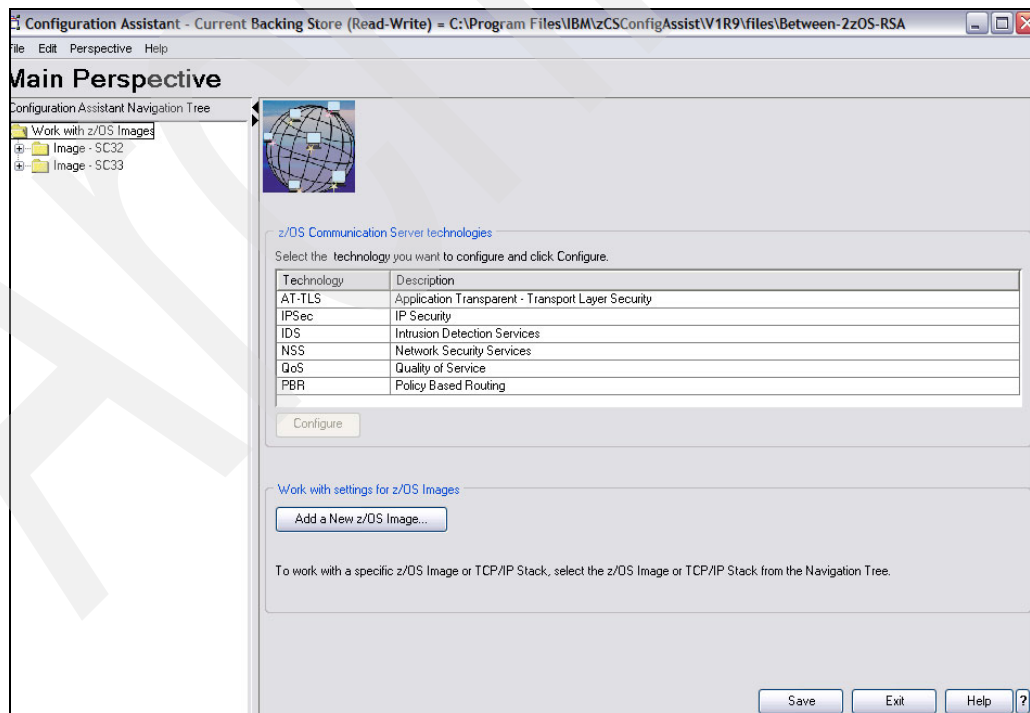 Configuration Assistant - Current Backing Store (Read-Write) = C:\Program Files\IBM\zCSConfigAssist\V1R9\files\Between-2zOS-RSA
File Edit Perspective Help
Main Perspective
Configuration Assistant Navigation Tree
Work with z/OS Images
Image - SC32
Image - SC33
z/OS Communication Server technologies
Select the technology you want to configure and click Configure.
Technology Description
AT-TLS Application Transparent - Transport Layer Security
IPSec IP Security
IDS Intrusion Detection Services
NSS Network Security Services
QoS Quality of Service
PBR Policy Based Routing
Configure
Work with settings for z/OS Images
Add a New z/OS Image...
To work with a specific z/OS Image or TCP/IP Stack, select the z/OS Image or TCP/IP Stack from the Navigation Tree.
Save Exit Help ?